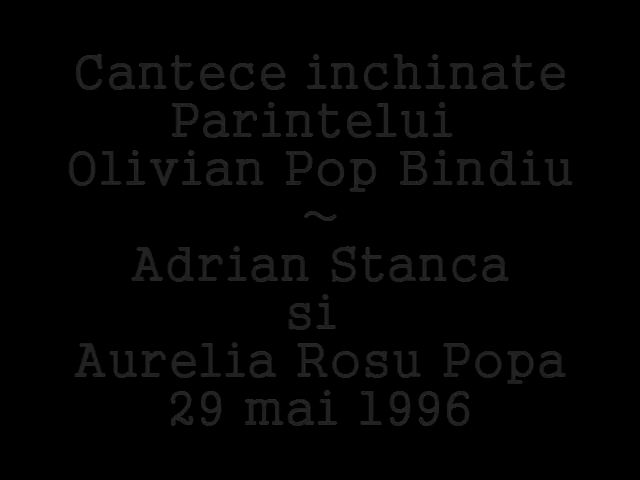 Cantece inchinate
Parintelui
Olivian Pop Bindiu
~
Adrian Stanca
si
Aurelia Rosu Popa
29 mai 1996